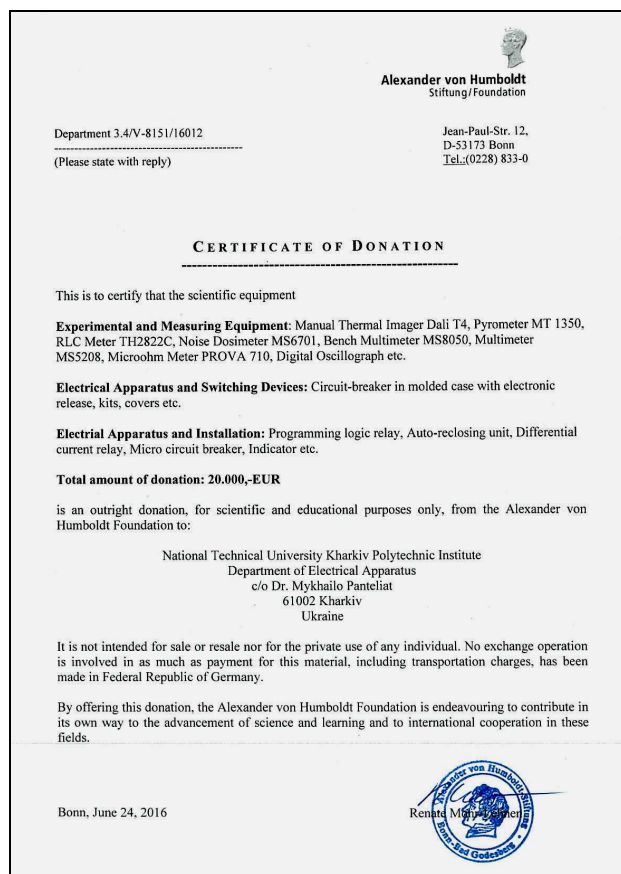 Alexander von Humboldt
Stiftung/Foundation
Department 3.4/V-8151/16012
(Please state with reply)
Jean-Paul-Str. 12,
D-53173 Bonn
Tel.:(0228) 833-0
CERTIFICATE OF DONATION
This is to certify that the scientific equipment
Experimental and Measuring Equipment: Manual Thermal Imager Dali T4, Pyrometer MT 1350,
RLC Meter TH2822C, Noise Dosimeter MS6701, Bench Multimeter MS8050, Multimeter
MS5208, Microohm Meter PROVA 710, Digital Oscillograph etc.
Electrical Apparatus and Switching Devices: Circuit-breaker in molded case with electronic
release, kits, covers etc.
Electrial Apparatus and Installation: Programming logic relay, Auto-reclosing unit, Differential
current relay, Micro circuit breaker, Indicator etc.
Total amount of donation: 20.000,-EUR
is an outright donation, for scientific and educational purposes only, from the Alexander von
Humboldt Foundation to:
National Technical University Kharkiv Polytechnic Institute
Department of Electrical Apparatus
c/o Dr. Mykhailo Panteliat
61002 Kharkiv
Ukraine
It is not intended for sale or resale nor for the private use of any individual. No exchange operation
is involved in as much as payment for this material, including transportation charges, has been
made in Federal Republic of Germany.
By offering this donation, the Alexander von Humboldt Foundation is endeavouring to contribute in
its own way to the advancement of science and learning and to international cooperation in these
fields.
Bonn, June 24, 2016
Renate
Alexander von Humboldt-Stiftung
Bonn-Bad Godesberg